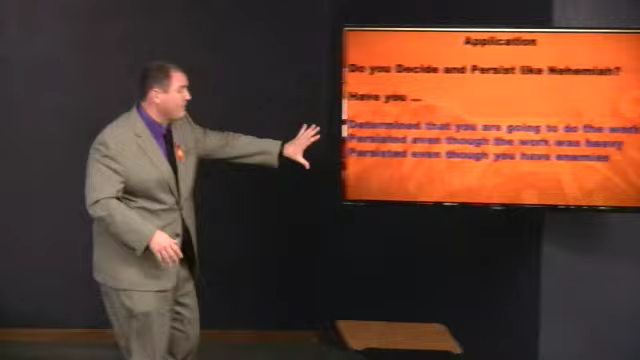 Application
Do you Decide and Persist like Nehemiah?
Have you ...
Determined that you are going to do the work
Persisted even though the work was heavy
Persisted even though you have enemies